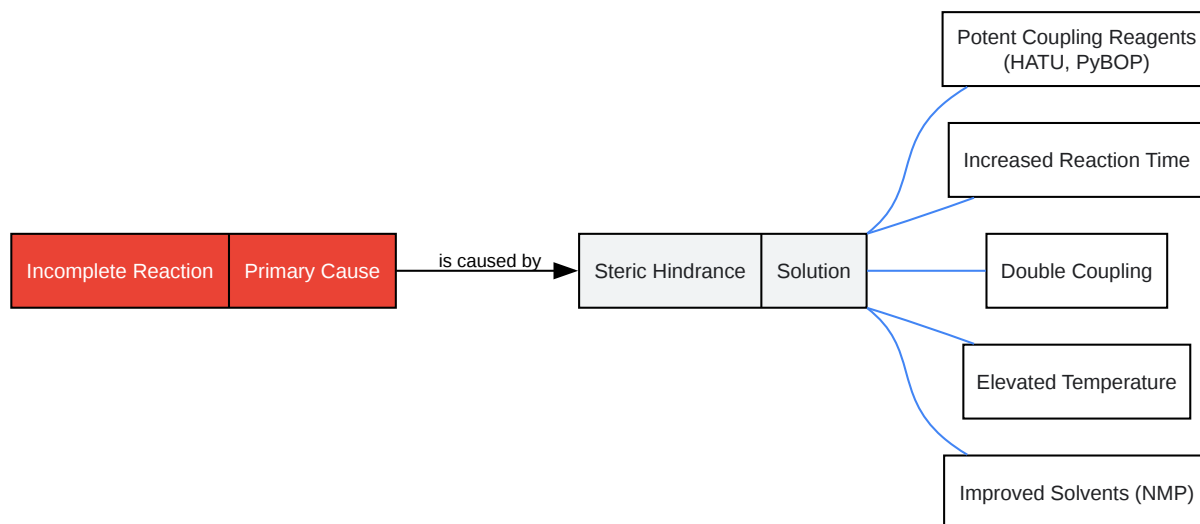 Potent Coupling Reagents
(HATU, PyBOP)
Increased Reaction Time
Incomplete Reaction
Primary Cause
is caused by
Steric Hindrance
Solution
Double Coupling
Elevated Temperature
Improved Solvents (NMP)